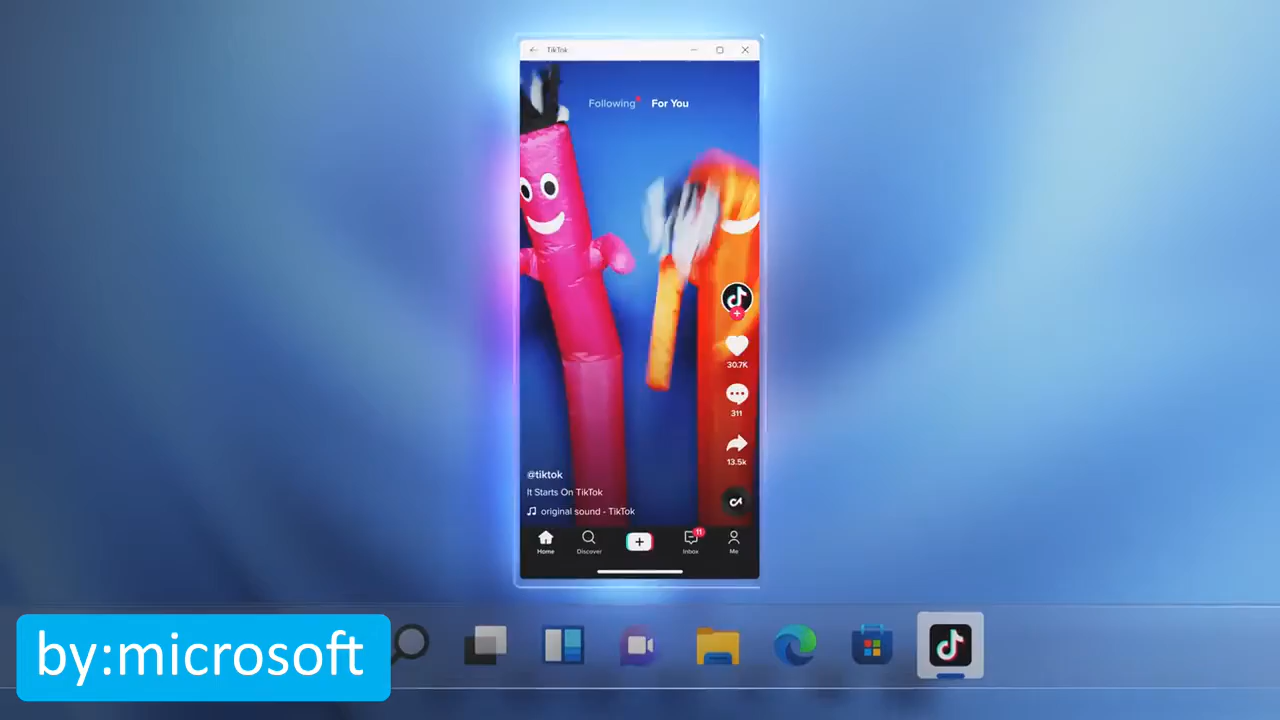 TikTok
Following For You
30.7K
311
13.5k
@tiktok
It Starts On TikTok
original sound - TikTok
11
Home Discover Inbox Me
by:microsoft